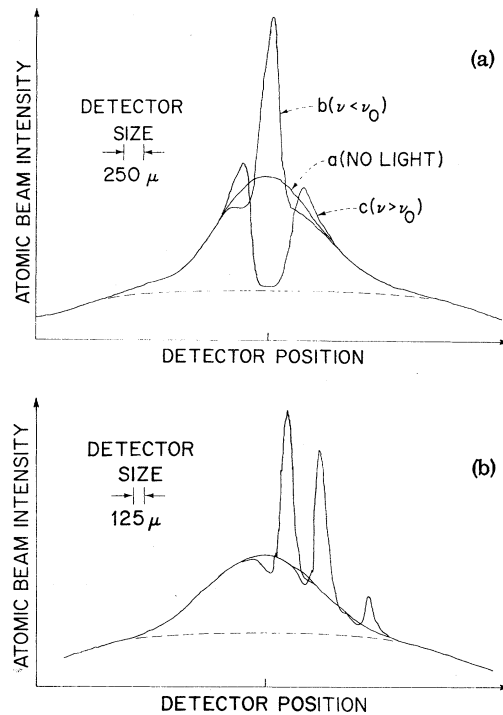 (a)
ATOMIC BEAM INTENSITY
DETECTOR
SIZE
250 μ
b(ν < ν₀)
a(NO LIGHT)
c(ν > ν₀)
DETECTOR POSITION
(b)
ATOMIC BEAM INTENSITY
DETECTOR
SIZE
125 μ
DETECTOR POSITION